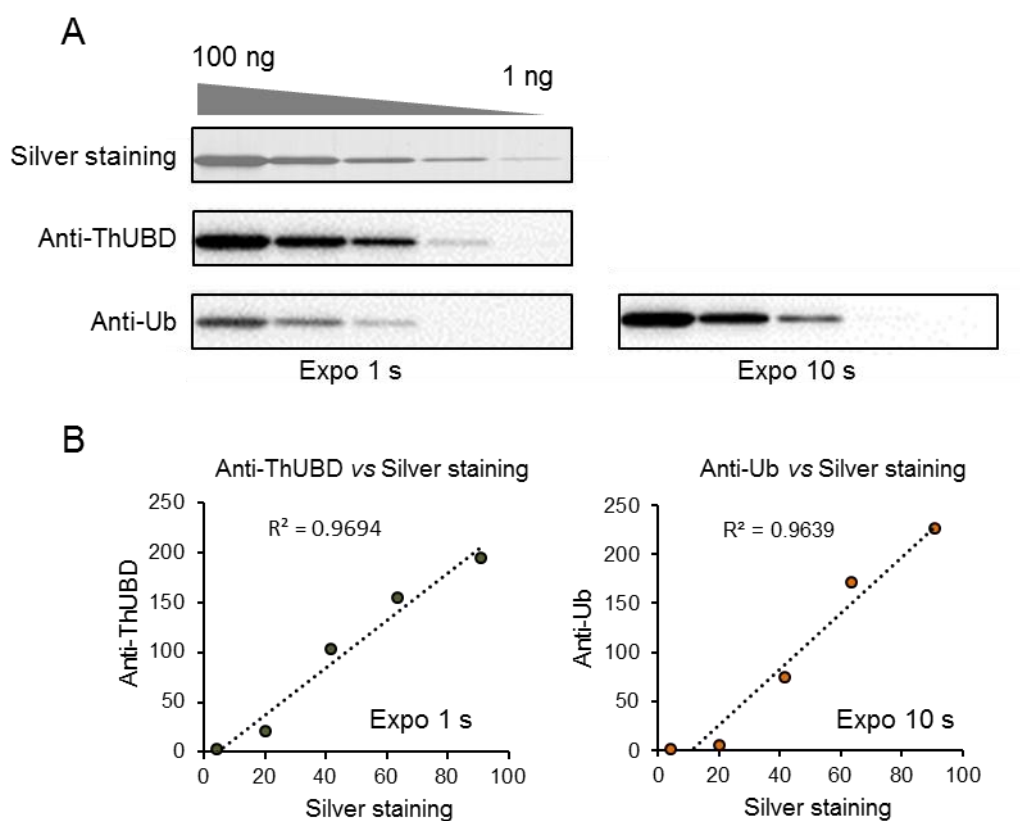 A
100 ng
1 ng
Silver staining
Anti-ThUBD
Anti-Ub
Expo 1 s
Expo 10 s
B
Anti-ThUBD vs Silver staining
250
200
150
100
50
0
R² = 0.9694
Anti-ThUBD
Expo 1 s
0 20 40 60 80 100
Silver staining
Anti-Ub vs Silver staining
250
200
150
100
50
0
R² = 0.9639
Anti-Ub
Expo 10 s
0 20 40 60 80 100
Silver staining